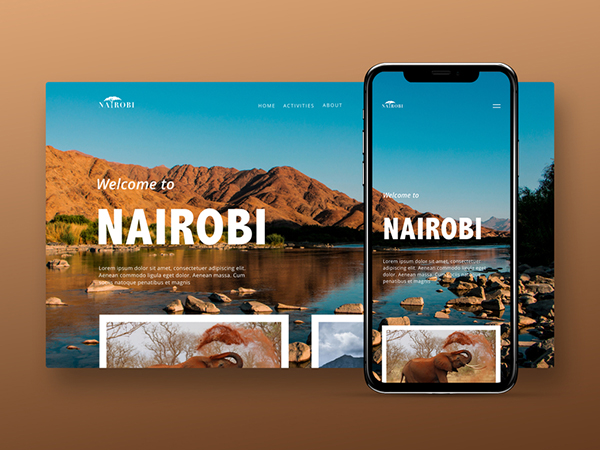 NAIROBI
HOME ACTIVITIES ABOUT
Welcome to
NAIROBI
Lorem ipsum dolor sit amet, consectetuer adipiscing elit.
Aenean commodo ligula eget dolor. Aenean massa. Cum
sociis natoque penatibus et magnis
NAIROBI
Welcome to
NAIROBI
Lorem ipsum dolor sit amet, consectetuer
adipiscing elit. Aenean commodo ligula eget
dolor. Aenean massa. Cum sociis natoque
penatibus et magnis